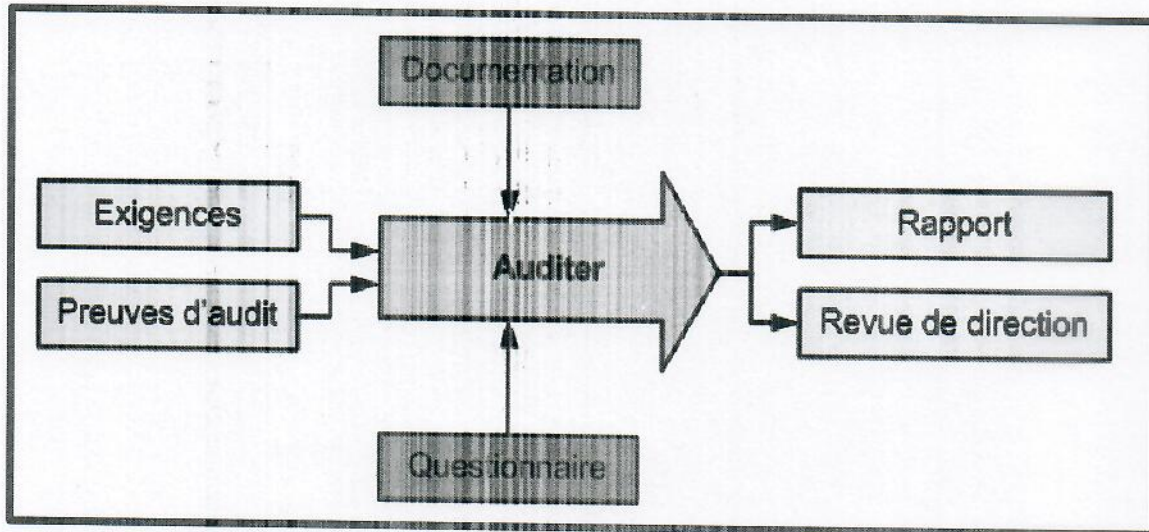 Documentation
Exigences
Preuves d'audit
Auditer
Rapport
Revue de direction
Questionnaire